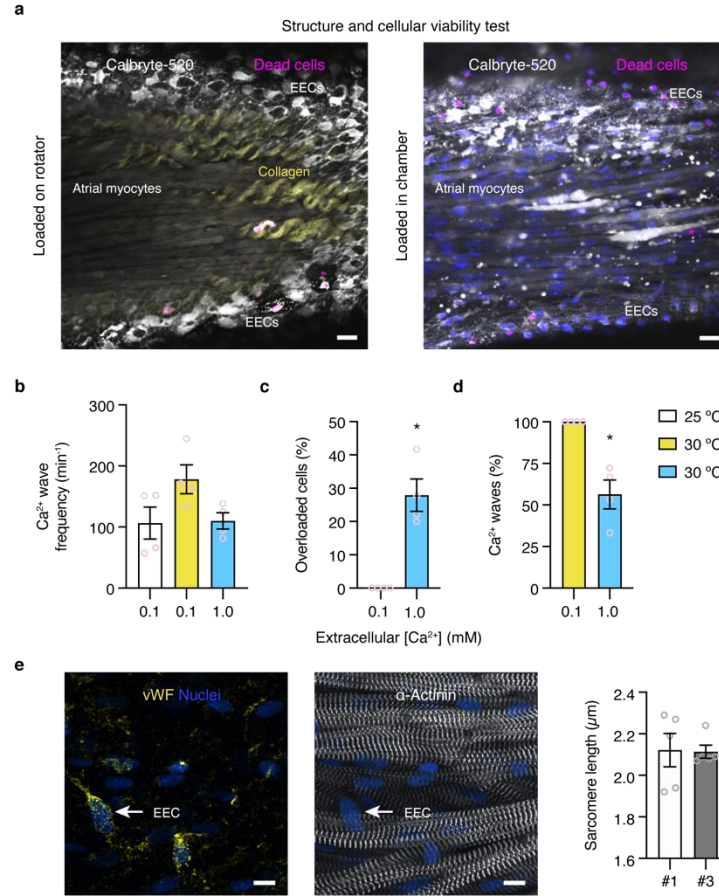 a
Structure and cellular viability test
Loaded on rotator
Calbryte-520 Dead cells
EECs
Collagen
Atrial myocytes
EECs
Loaded in chamber
Calbryte-520 Dead cells
EECs
Atrial myocytes
EECs
b
Ca²⁺ wave
frequency (min⁻¹)
300
200
100
0
0.1 0.1 1.0
c
Overloaded cells (%)
50
40
30
20
10
0
*
0.1 1.0
d
Ca²⁺ waves (%)
100
75
50
25
0
*
0.1 1.0
25 ºC
30 ºC
30 ºC
Extracellular [Ca²⁺] (mM)
e
vWF Nuclei
EEC
α-Actinin
EEC
Sarcomere length (µm)
2.4
2.2
2.0
1.8
1.6
#1 #3